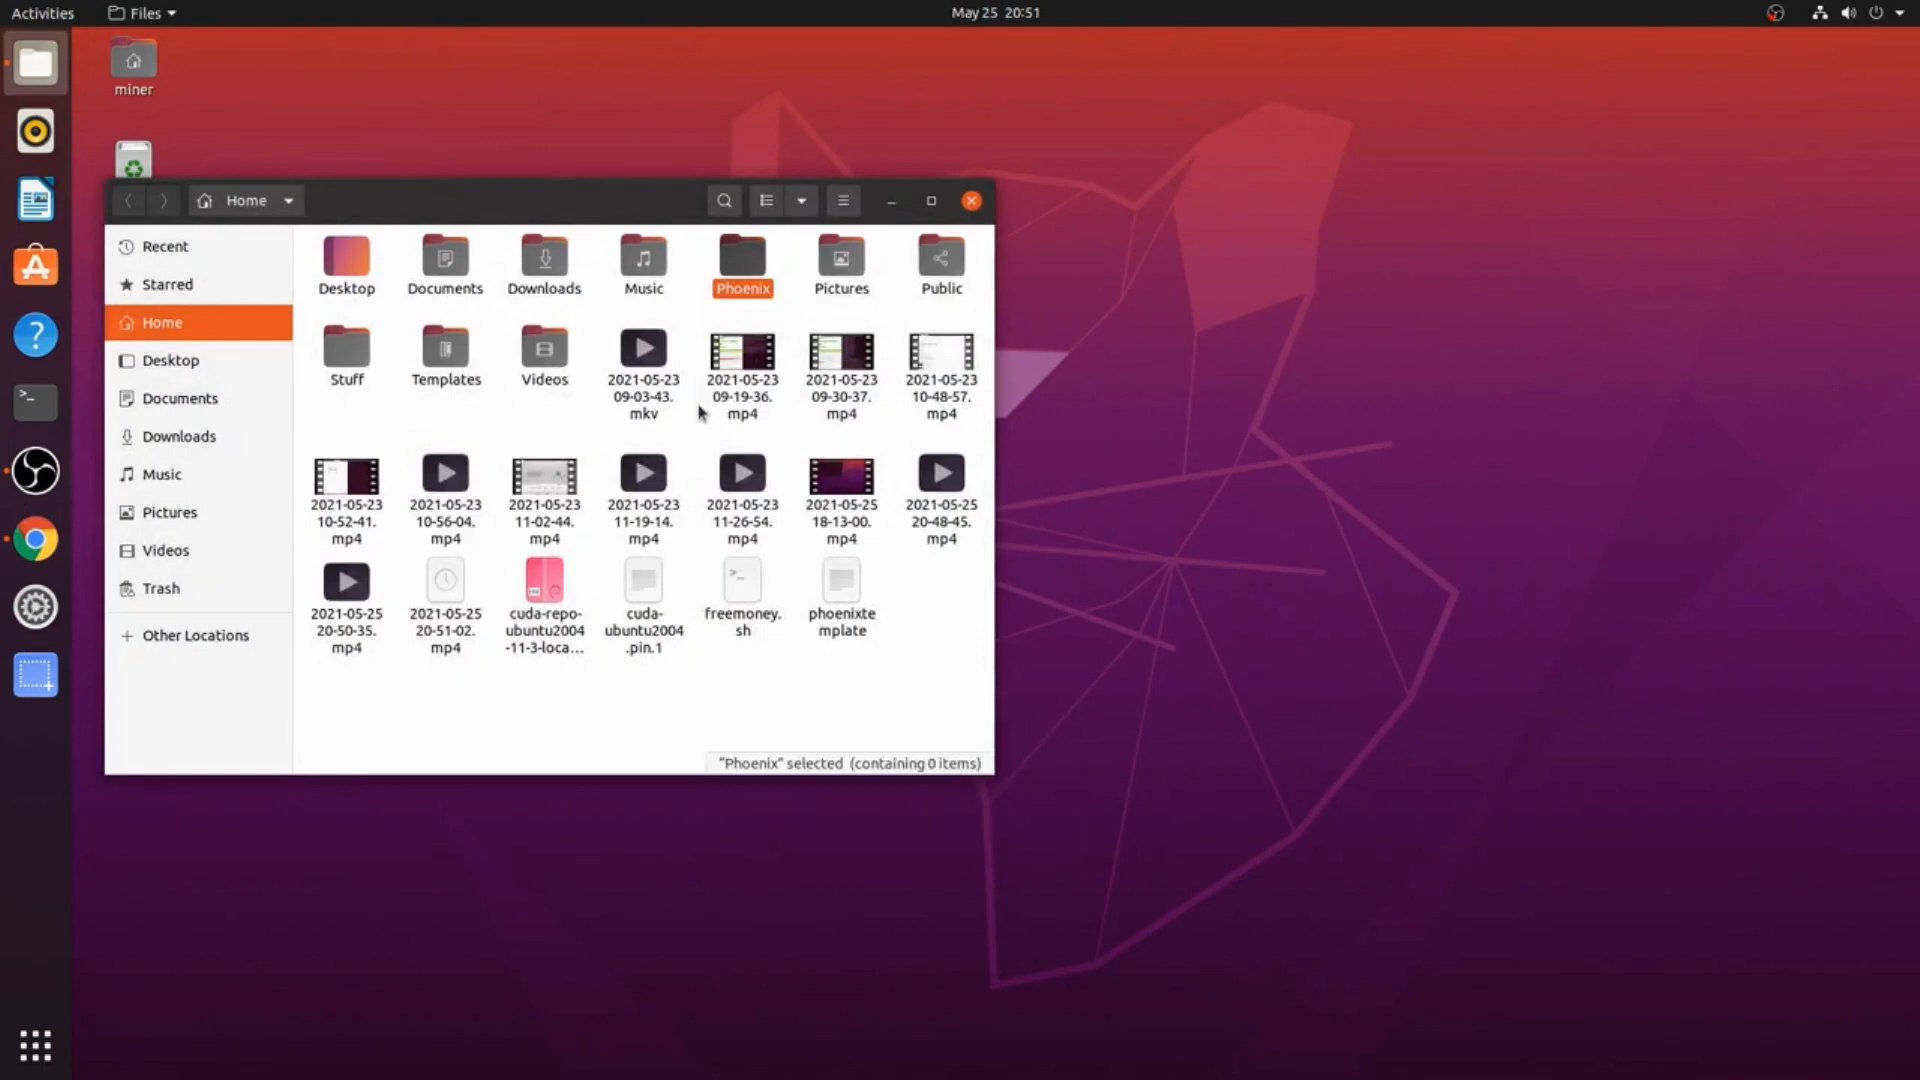 Activities
Files
May 25 20:51
miner
Home
Recent
Starred
Home
Desktop
Documents
Downloads
Music
Pictures
Videos
Trash
Other Locations
Desktop
Documents
Downloads
Music
Phoenix
Pictures
Public
Stuff
Templates
Videos
2021-05-23
09-03-43.
mkv
2021-05-23
09-19-36.
mp4
2021-05-23
09-30-37.
mp4
2021-05-23
10-48-57.
mp4
2021-05-23
10-52-41.
mp4
2021-05-23
10-56-04.
mp4
2021-05-23
11-02-44.
mp4
2021-05-23
11-19-14.
mp4
2021-05-23
11-26-54.
mp4
2021-05-25
18-13-00.
mp4
2021-05-25
20-48-45.
mp4
2021-05-25
20-50-35.
mp4
2021-05-25
20-51-02.
mp4
cuda-repo-
ubuntu2004
-11-3-loca...
cuda-
ubuntu2004
.pin.1
freemoney.
sh
phoenixte
mplate
"Phoenix" selected (containing 0 items)